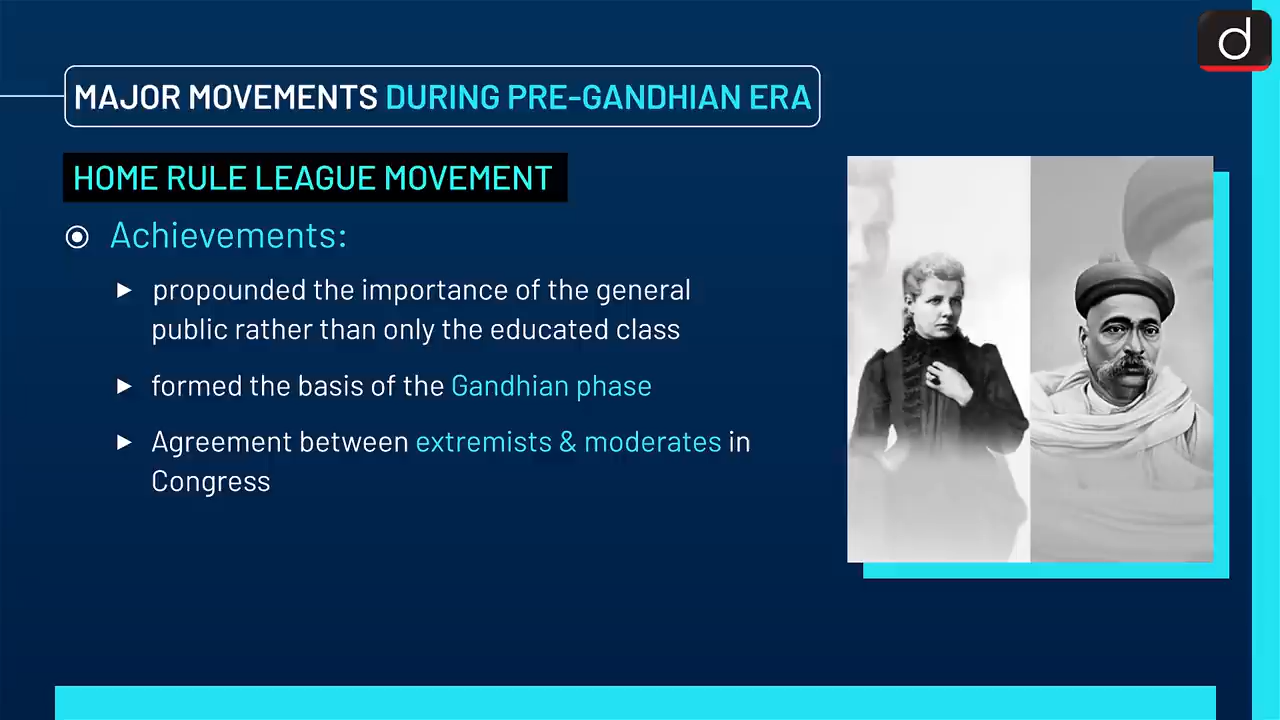 d
MAJOR MOVEMENTS DURING PRE-GANDHIAN ERA
HOME RULE LEAGUE MOVEMENT
Achievements:
propounded the importance of the general
public rather than only the educated class
formed the basis of the Gandhian phase
Agreement between extremists & moderates in
Congress